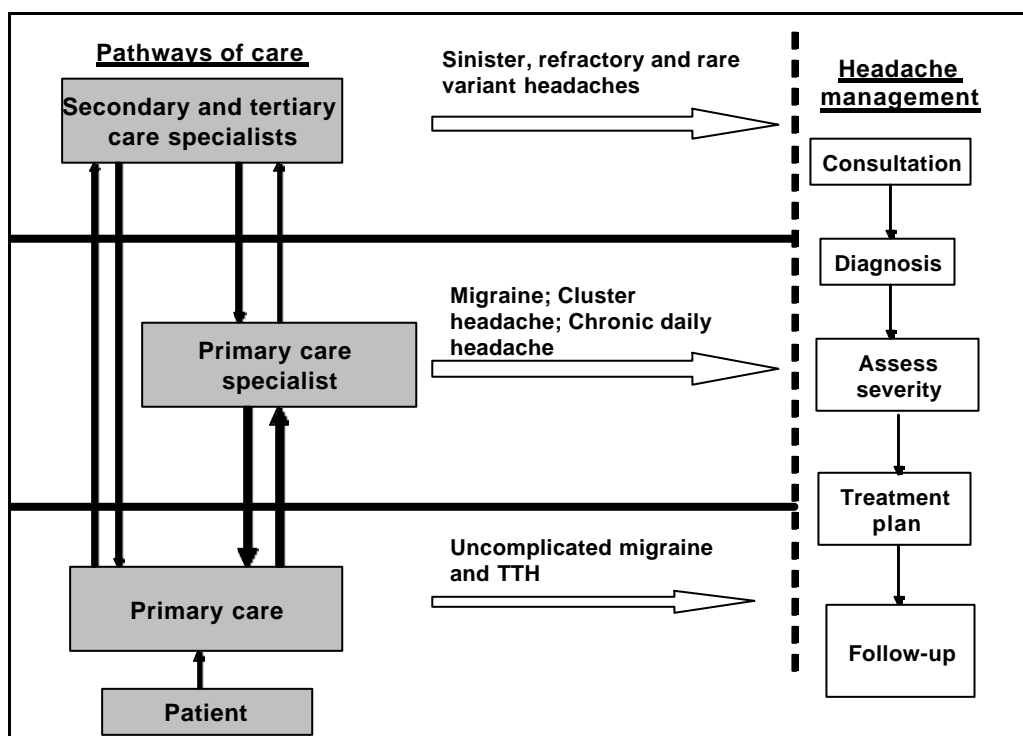 Pathways of care
Secondary and tertiary
care specialists
Sinister, refractory and rare
variant headaches
Headache
management
Consultation
Diagnosis
Migraine; Cluster
headache; Chronic daily
headache
Primary care
specialist
Assess
severity
Treatment
plan
Uncomplicated migraine
and TTH
Primary care
Follow-up
Patient